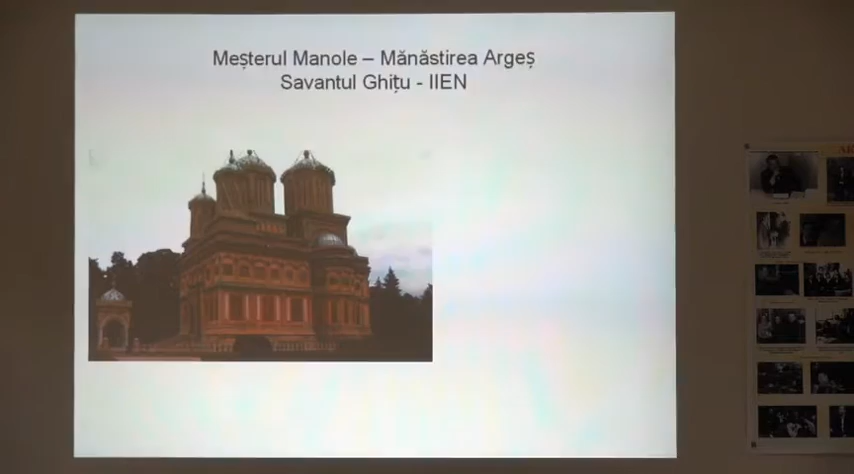 Meșterul Manole – Mănăstirea Argeș
Savantul Ghițu - IIEN